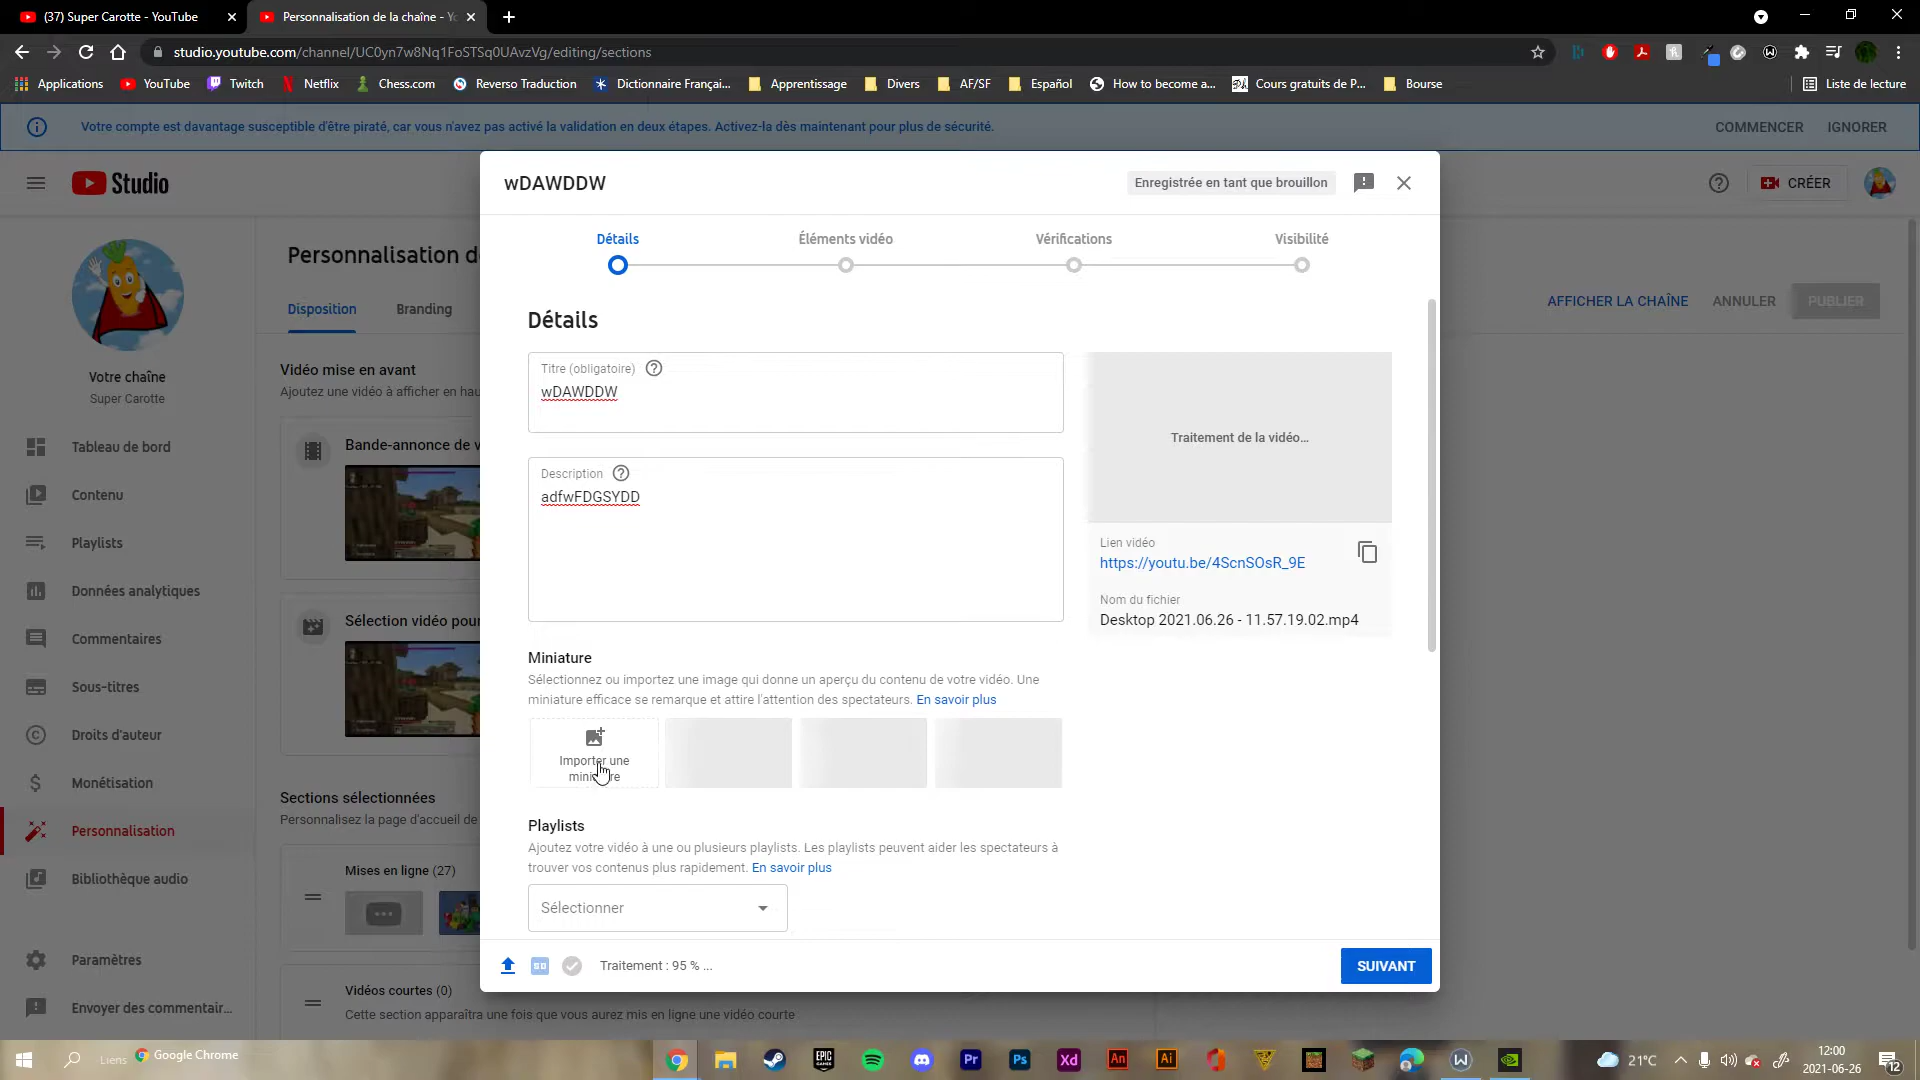 (37) Super Carotte - YouTube
Personnalisation de la chaîne - Yo
studio.youtube.com/channel/UC0yn7w8Nq1FoSTSq0UAvzVg/editing/sections
Applications
YouTube
Twitch
Netflix
Chess.com
Reverso Traduction
Dictionnaire Françai...
Apprentissage
Divers
AF/SF
Español
How to become a...
Cours gratuits de P...
Bourse
Liste de lecture
Votre compte est davantage susceptible d'être piraté, car vous n'avez pas activé la validation en deux étapes. Activez-la dès maintenant pour plus de sécurité.
COMMENCER
IGNORER
Studio
CRÉER
wDAWDDW
Enregistrée en tant que brouillon
Détails
Éléments vidéo
Vérifications
Visibilité
Personnalisation d
Disposition
Branding
AFFICHER LA CHAÎNE
ANNULER
PUBLIER
Votre chaîne
Super Carotte
Tableau de bord
Contenu
Playlists
Données analytiques
Commentaires
Sous-titres
Droits d'auteur
Monétisation
Personnalisation
Bibliothèque audio
Paramètres
Envoyer des commentair...
Vidéo mise en avant
Ajoutez une vidéo à afficher en hau
Bande-annonce de v
Sélection vidéo pour
Sections sélectionnées
Personnalisez la page d'accueil de
Mises en ligne (27)
Vidéos courtes (0)
Cette section apparaîtra une fois que vous aurez mis en ligne une vidéo courte
Détails
Titre (obligatoire)
wDAWDDW
Description
adfwFDGSYDD
Traitement de la vidéo...
Lien vidéo
https://youtu.be/4ScnSOsR_9E
Nom du fichier
Desktop 2021.06.26 - 11.57.19.02.mp4
Miniature
Sélectionnez ou importez une image qui donne un aperçu du contenu de votre vidéo. Une
miniature efficace se remarque et attire l'attention des spectateurs. En savoir plus
Importer une
miniature
Playlists
Ajoutez votre vidéo à une ou plusieurs playlists. Les playlists peuvent aider les spectateurs à
trouver vos contenus plus rapidement. En savoir plus
Sélectionner
Traitement : 95 % ...
SUIVANT
Liens
Google Chrome
21°C
12:00
2021-06-26
12